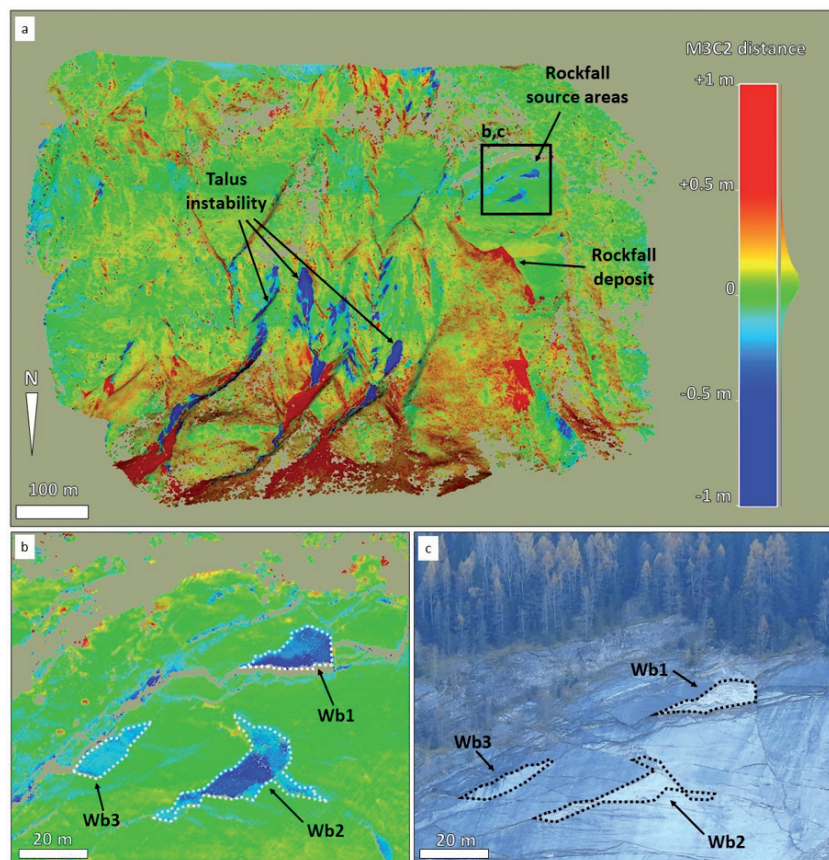 a
M3C2 distance
+1 m
Rockfall
source areas
b,c
+0.5 m
Talus
instability
Rockfall
deposit
0
N
-0.5 m
100 m
-1 m
b
c
Wb1
Wb1
Wb3
Wb3
Wb2
Wb2
20 m
20 m